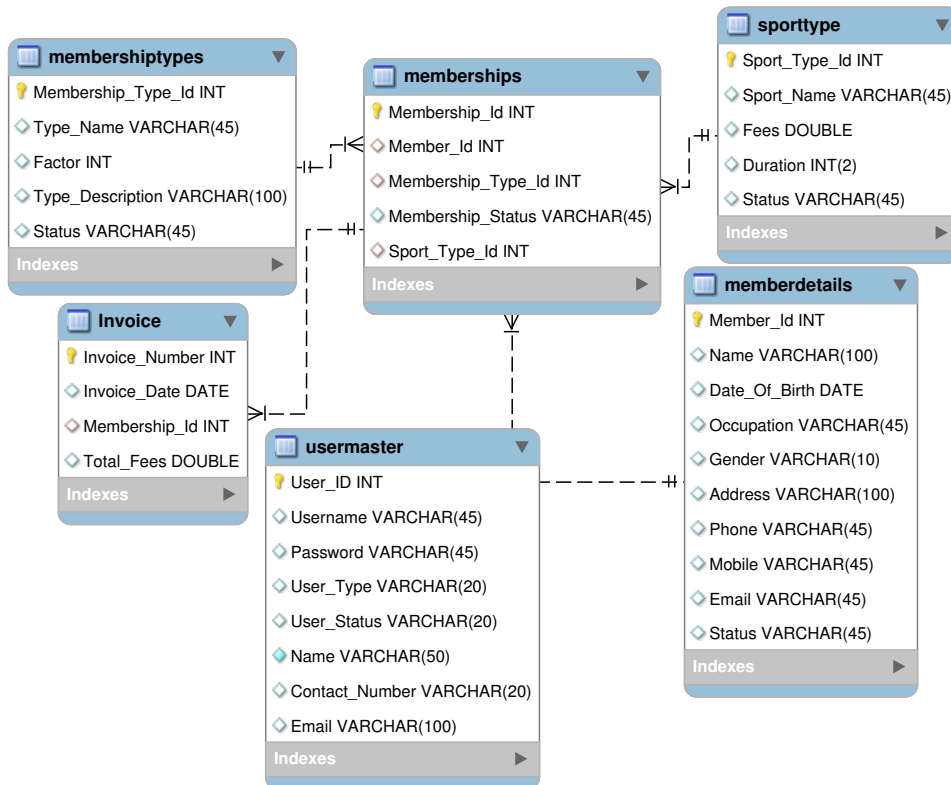 membershiptypes
Membership_Type_Id INT
Type_Name VARCHAR(45)
Factor INT
Type_Description VARCHAR(100)
Status VARCHAR(45)
Indexes
memberships
Membership_Id INT
Member_Id INT
Membership_Type_Id INT
Membership_Status VARCHAR(45)
Sport_Type_Id INT
Indexes
sporttype
Sport_Type_Id INT
Sport_Name VARCHAR(45)
Fees DOUBLE
Duration INT(2)
Status VARCHAR(45)
Indexes
Invoice
Invoice_Number INT
Invoice_Date DATE
Membership_Id INT
Total_Fees DOUBLE
Indexes
usermaster
User_ID INT
Username VARCHAR(45)
Password VARCHAR(45)
User_Type VARCHAR(20)
User_Status VARCHAR(20)
Name VARCHAR(50)
Contact_Number VARCHAR(20)
Email VARCHAR(100)
Indexes
memberdetails
Member_Id INT
Name VARCHAR(100)
Date_Of_Birth DATE
Occupation VARCHAR(45)
Gender VARCHAR(10)
Address VARCHAR(100)
Phone VARCHAR(45)
Mobile VARCHAR(45)
Email VARCHAR(45)
Status VARCHAR(45)
Indexes